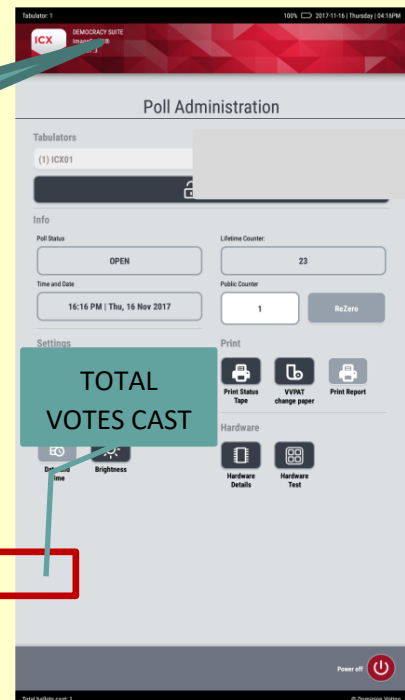 Tabulator: 1
100% 2017-11-16 | Thursday | 04:16PM
ICX
DEMOCRACY SUITE
Poll Administration
Tabulators
(1) ICX01
Info
Poll Status
Lifetime Counter:
OPEN
23
Time and Date
Public Counter
16:16 PM | Thu, 16 Nov 2017
1
ReZero
Settings
Print
TOTAL
VOTES CAST
Print Status
Tape
VVPAT
change paper
Print Report
Hardware
Brightness
Hardware
Details
Hardware
Test
Power off
Total ballots cast: 1
© Dominion Voting